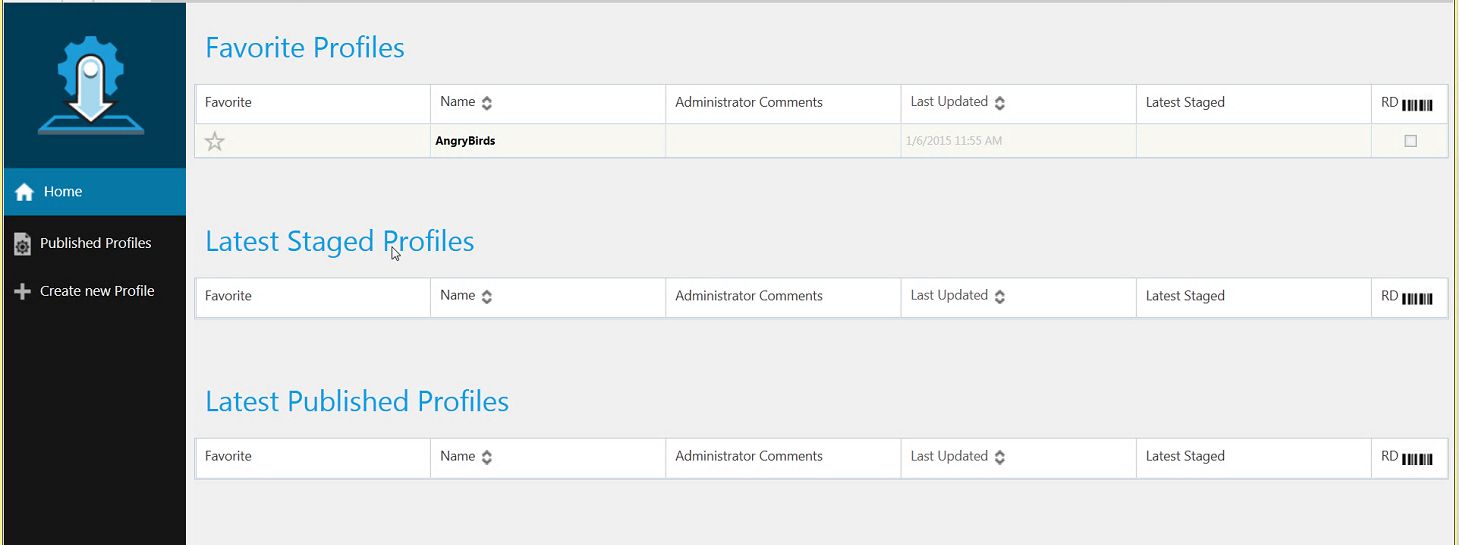 Favorite Profiles
Favorite Name Administrator Comments Last Updated Latest Staged RD
AngryBirds 1/6/2015 11:55 AM
Home
Published Profiles
Create new Profile
Latest Staged Profiles
Favorite Name Administrator Comments Last Updated Latest Staged RD
Latest Published Profiles
Favorite Name Administrator Comments Last Updated Latest Staged RD